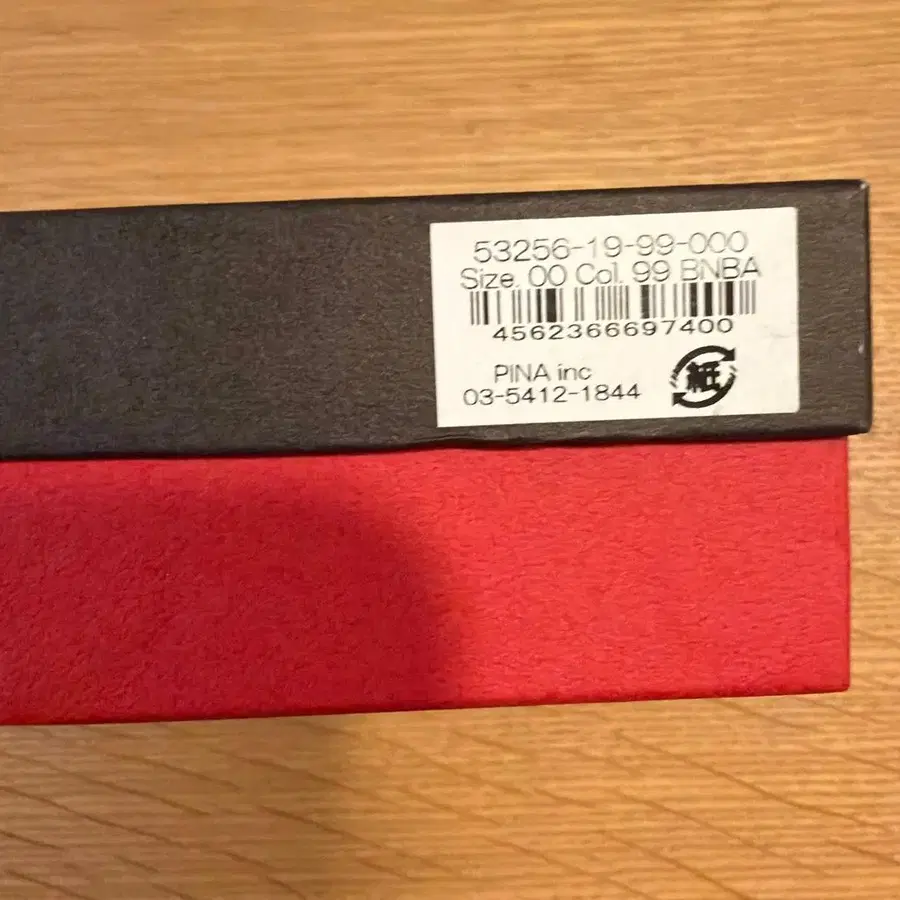 53256-19-99-000
Size. 00 Col. 99 BNBA
4562366697400
PINA inc
03-5412-1844
紙